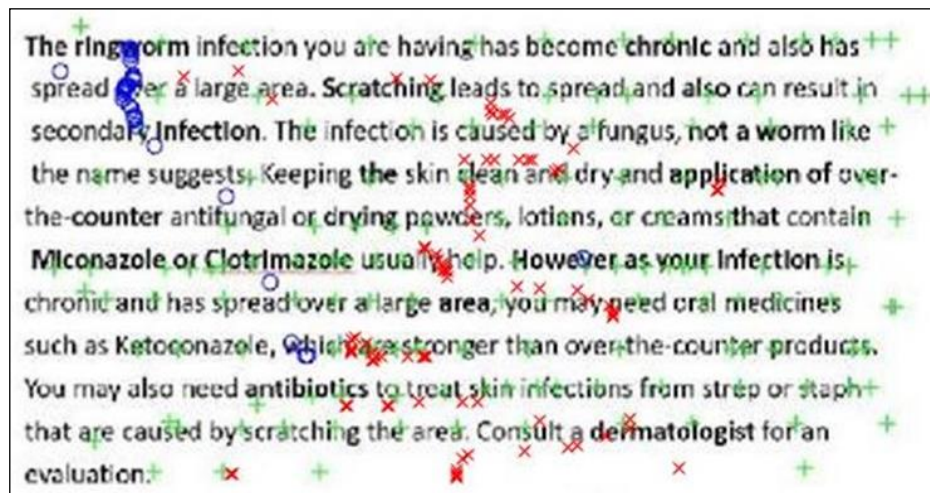 The ringworm infection you are having has become chronic and also has
spread over a large area. Scratching leads to spread and also can result in
secondary infection. The infection is caused by a fungus, not a worm like
the name suggests. Keeping the skin clean and dry and application of over-
the-counter antifungal or drying powders, lotions, or creams that contain
Miconazole or Clotrimazole usually help. However as your infection is
chronic and has spread over a large area, you may need oral medicines
such as Ketoconazole, which are stronger than over-the-counter products.
You may also need antibiotics to treat skin infections from strep or staph
that are caused by scratching the area. Consult a dermatologist for an
evaluation.